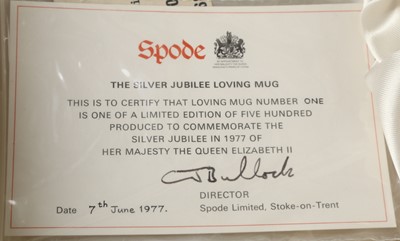 Spode
THE SILVER JUBILEE LOVING MUG
THIS IS TO CERTIFY THAT LOVING MUG NUMBER ONE
IS ONE OF A LIMITED EDITION OF FIVE HUNDRED
PRODUCED TO COMMEMORATE THE
SILVER JUBILEE IN 1977 OF
HER MAJESTY THE QUEEN ELIZABETH II
Bullock
DIRECTOR
Date 7th June 1977. Spode Limited, Stoke-on-Trent